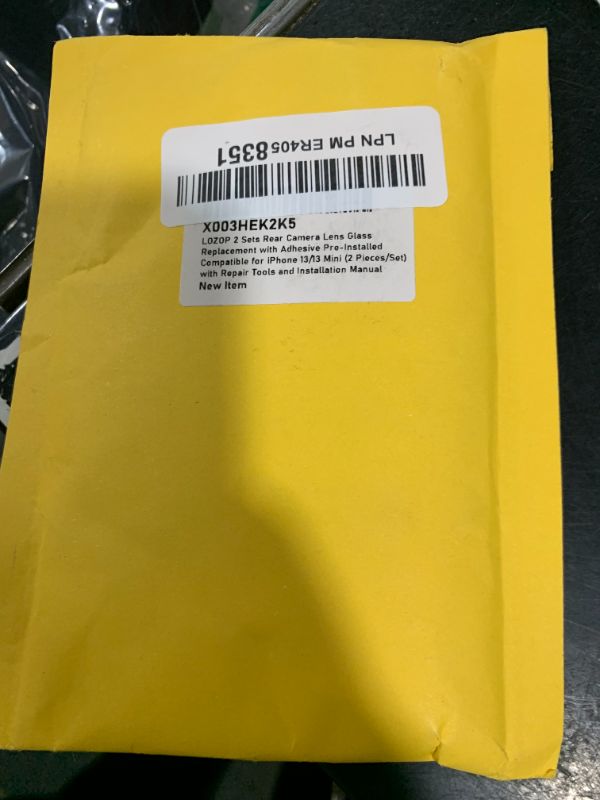 LPN PM ER4058351
X003HEK2K5
LOZOP 2 Sets Rear Camera Lens Glass
Replacement with Adhesive Pre-Installed
Compatible for iPhone 13/13 Mini (2 Pieces/Set)
with Repair Tools and Installation Manual
New Item